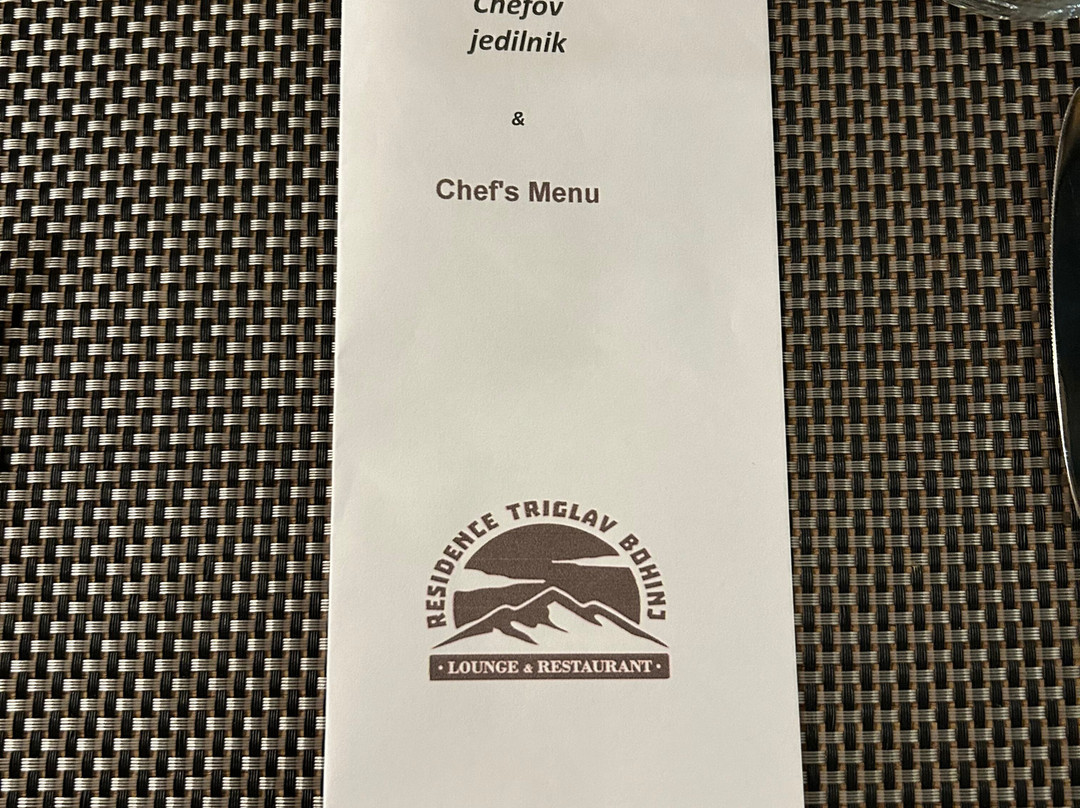 Chefov
jedilnik
&
Chef's Menu
RESIDENCE TRIGLAV BOHINJ
· LOUNGE & RESTAURANT ·